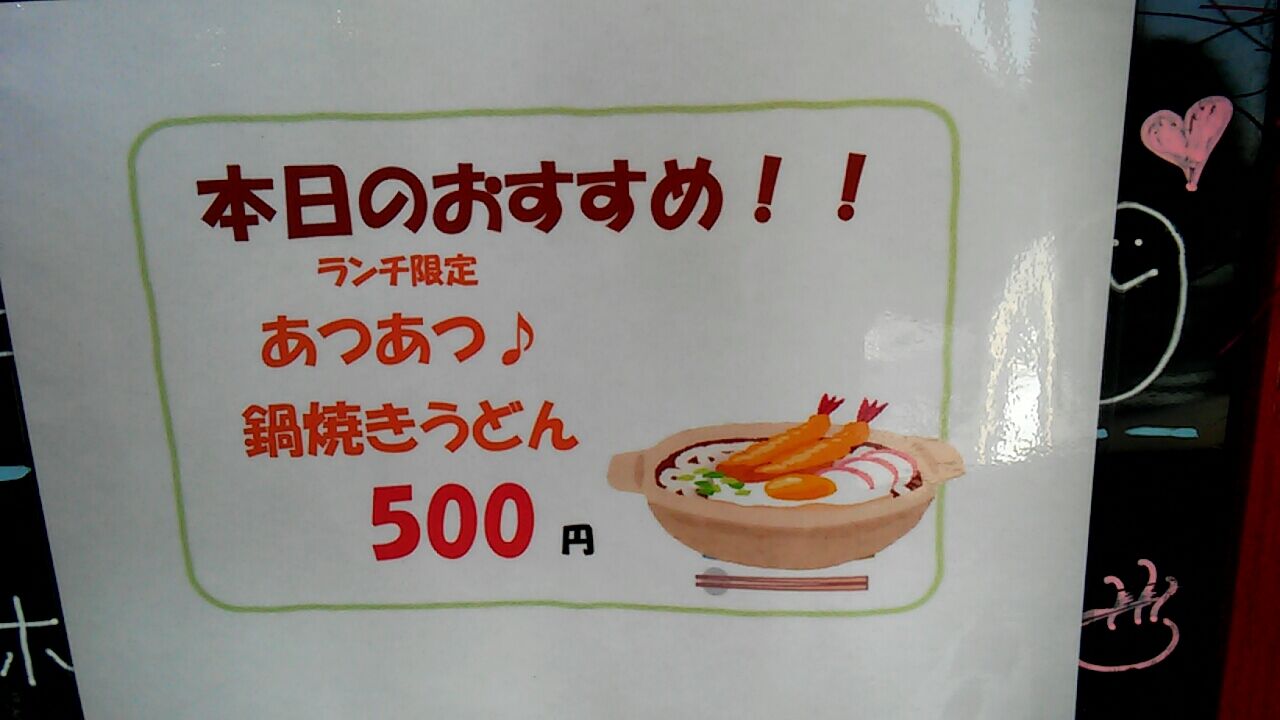 本日のおすすめ！！
ランチ限定
あつあつ♪
鍋焼きうどん
500円
ホ